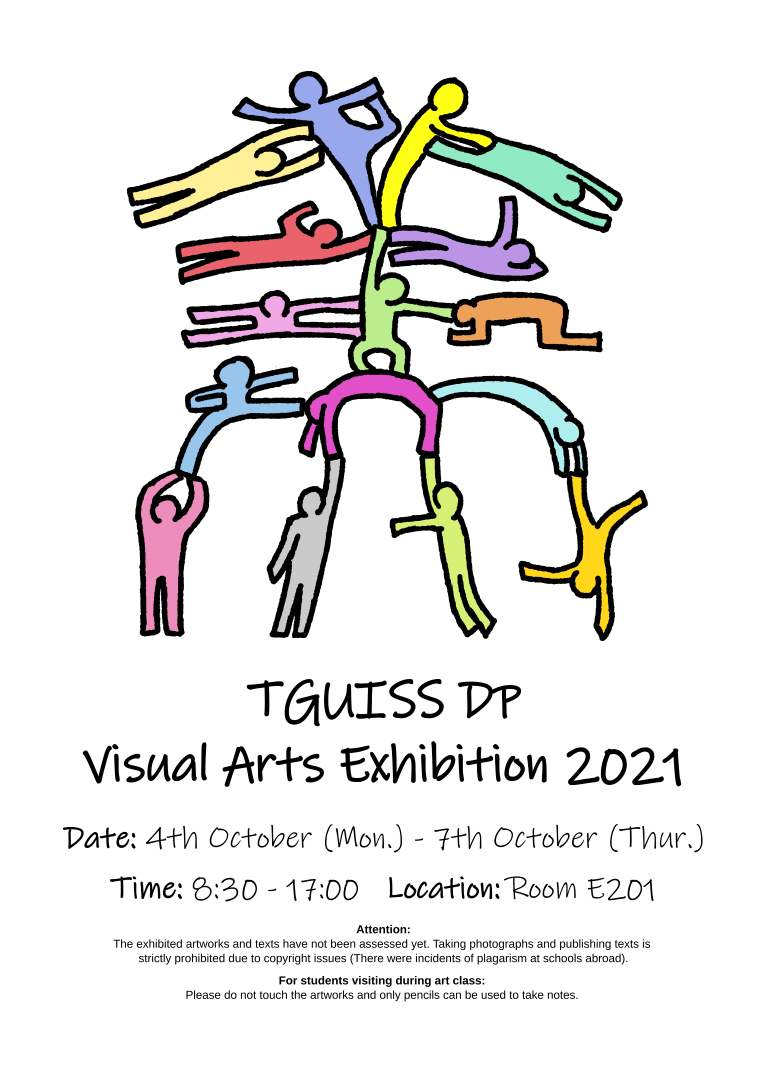 TGUISS DP
Visual Arts Exhibition 2021
Date: 4th October (Mon.) - 7th October (Thur.)
Time: 8:30 - 17:00 Location: Room E201
Attention:
The exhibited artworks and texts have not been assessed yet. Taking photographs and publishing texts is
strictly prohibited due to copyright issues (There were incidents of plagarism at schools abroad).
For students visiting during art class:
Please do not touch the artworks and only pencils can be used to take notes.